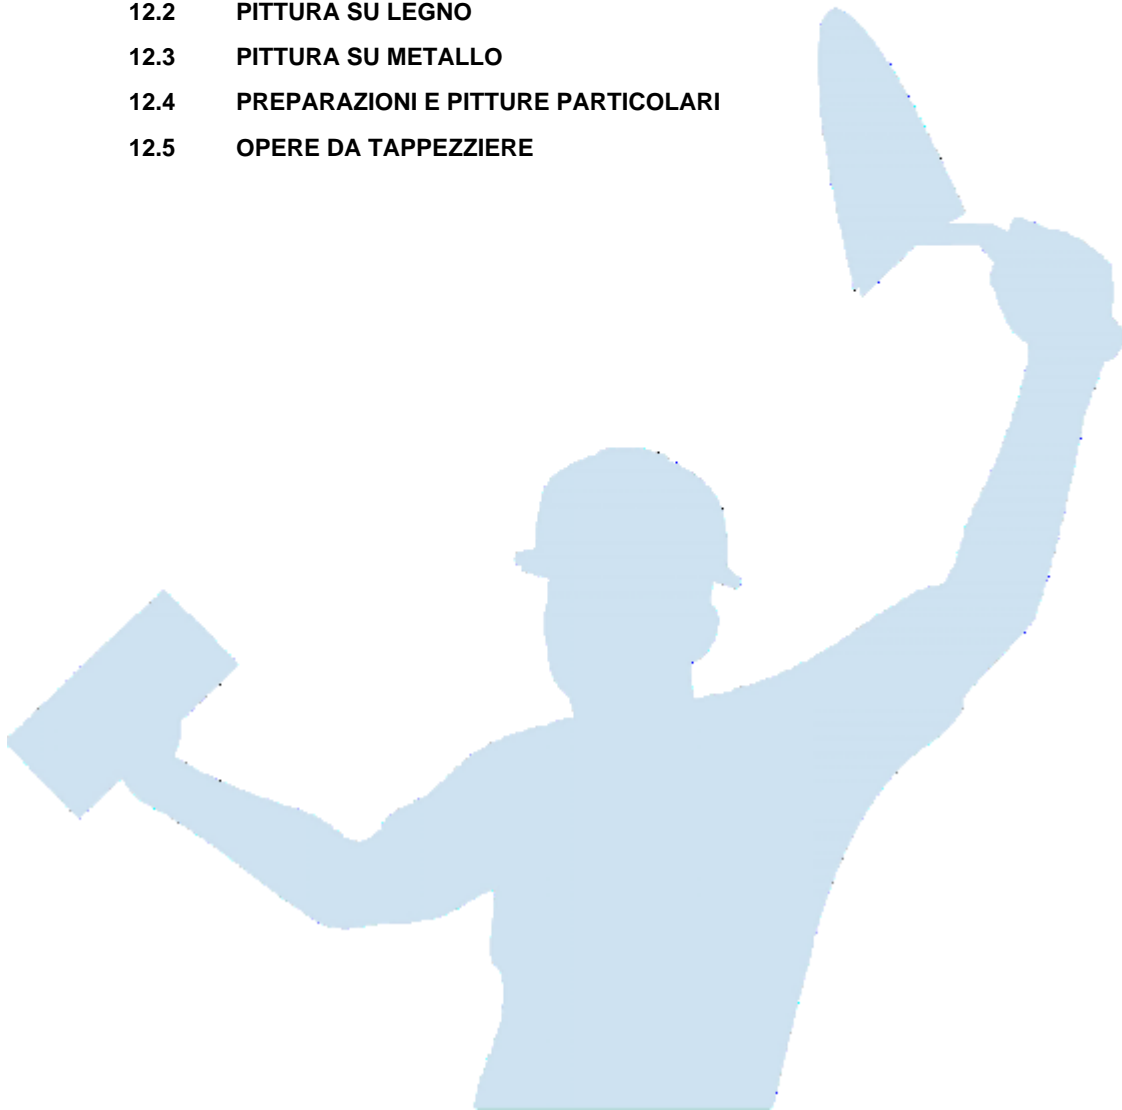 12.2 PITTURA SU LEGNO
12.3 PITTURA SU METALLO
12.4 PREPARAZIONI E PITTURE PARTICOLARI
12.5 OPERE DA TAPPEZZIERE